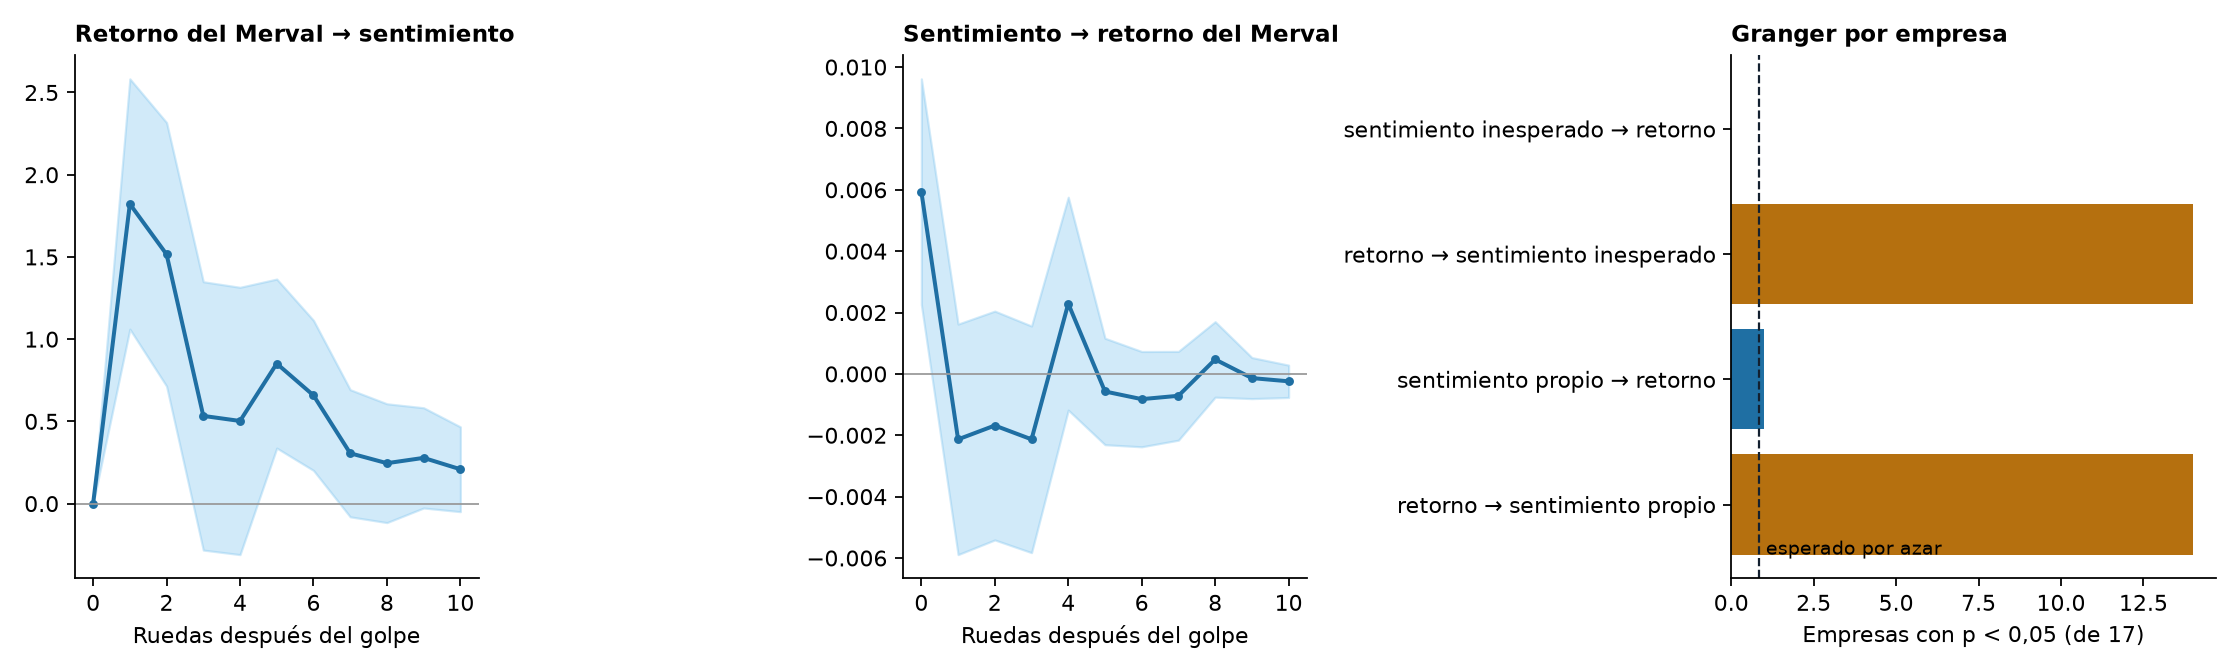 Retorno del Merval → sentimiento
2.5
2.0
1.5
1.0
0.5
0.0
0 2 4 6 8 10
Ruedas después del golpe
Sentimiento → retorno del Merval
0.010
0.008
0.006
0.004
0.002
0.000
−0.002
−0.004
−0.006
0 2 4 6 8 10
Ruedas después del golpe
Granger por empresa
sentimiento inesperado → retorno
retorno → sentimiento inesperado
sentimiento propio → retorno
retorno → sentimiento propio
esperado por azar
0.0 2.5 5.0 7.5 10.0 12.5
Empresas con p < 0,05 (de 17)